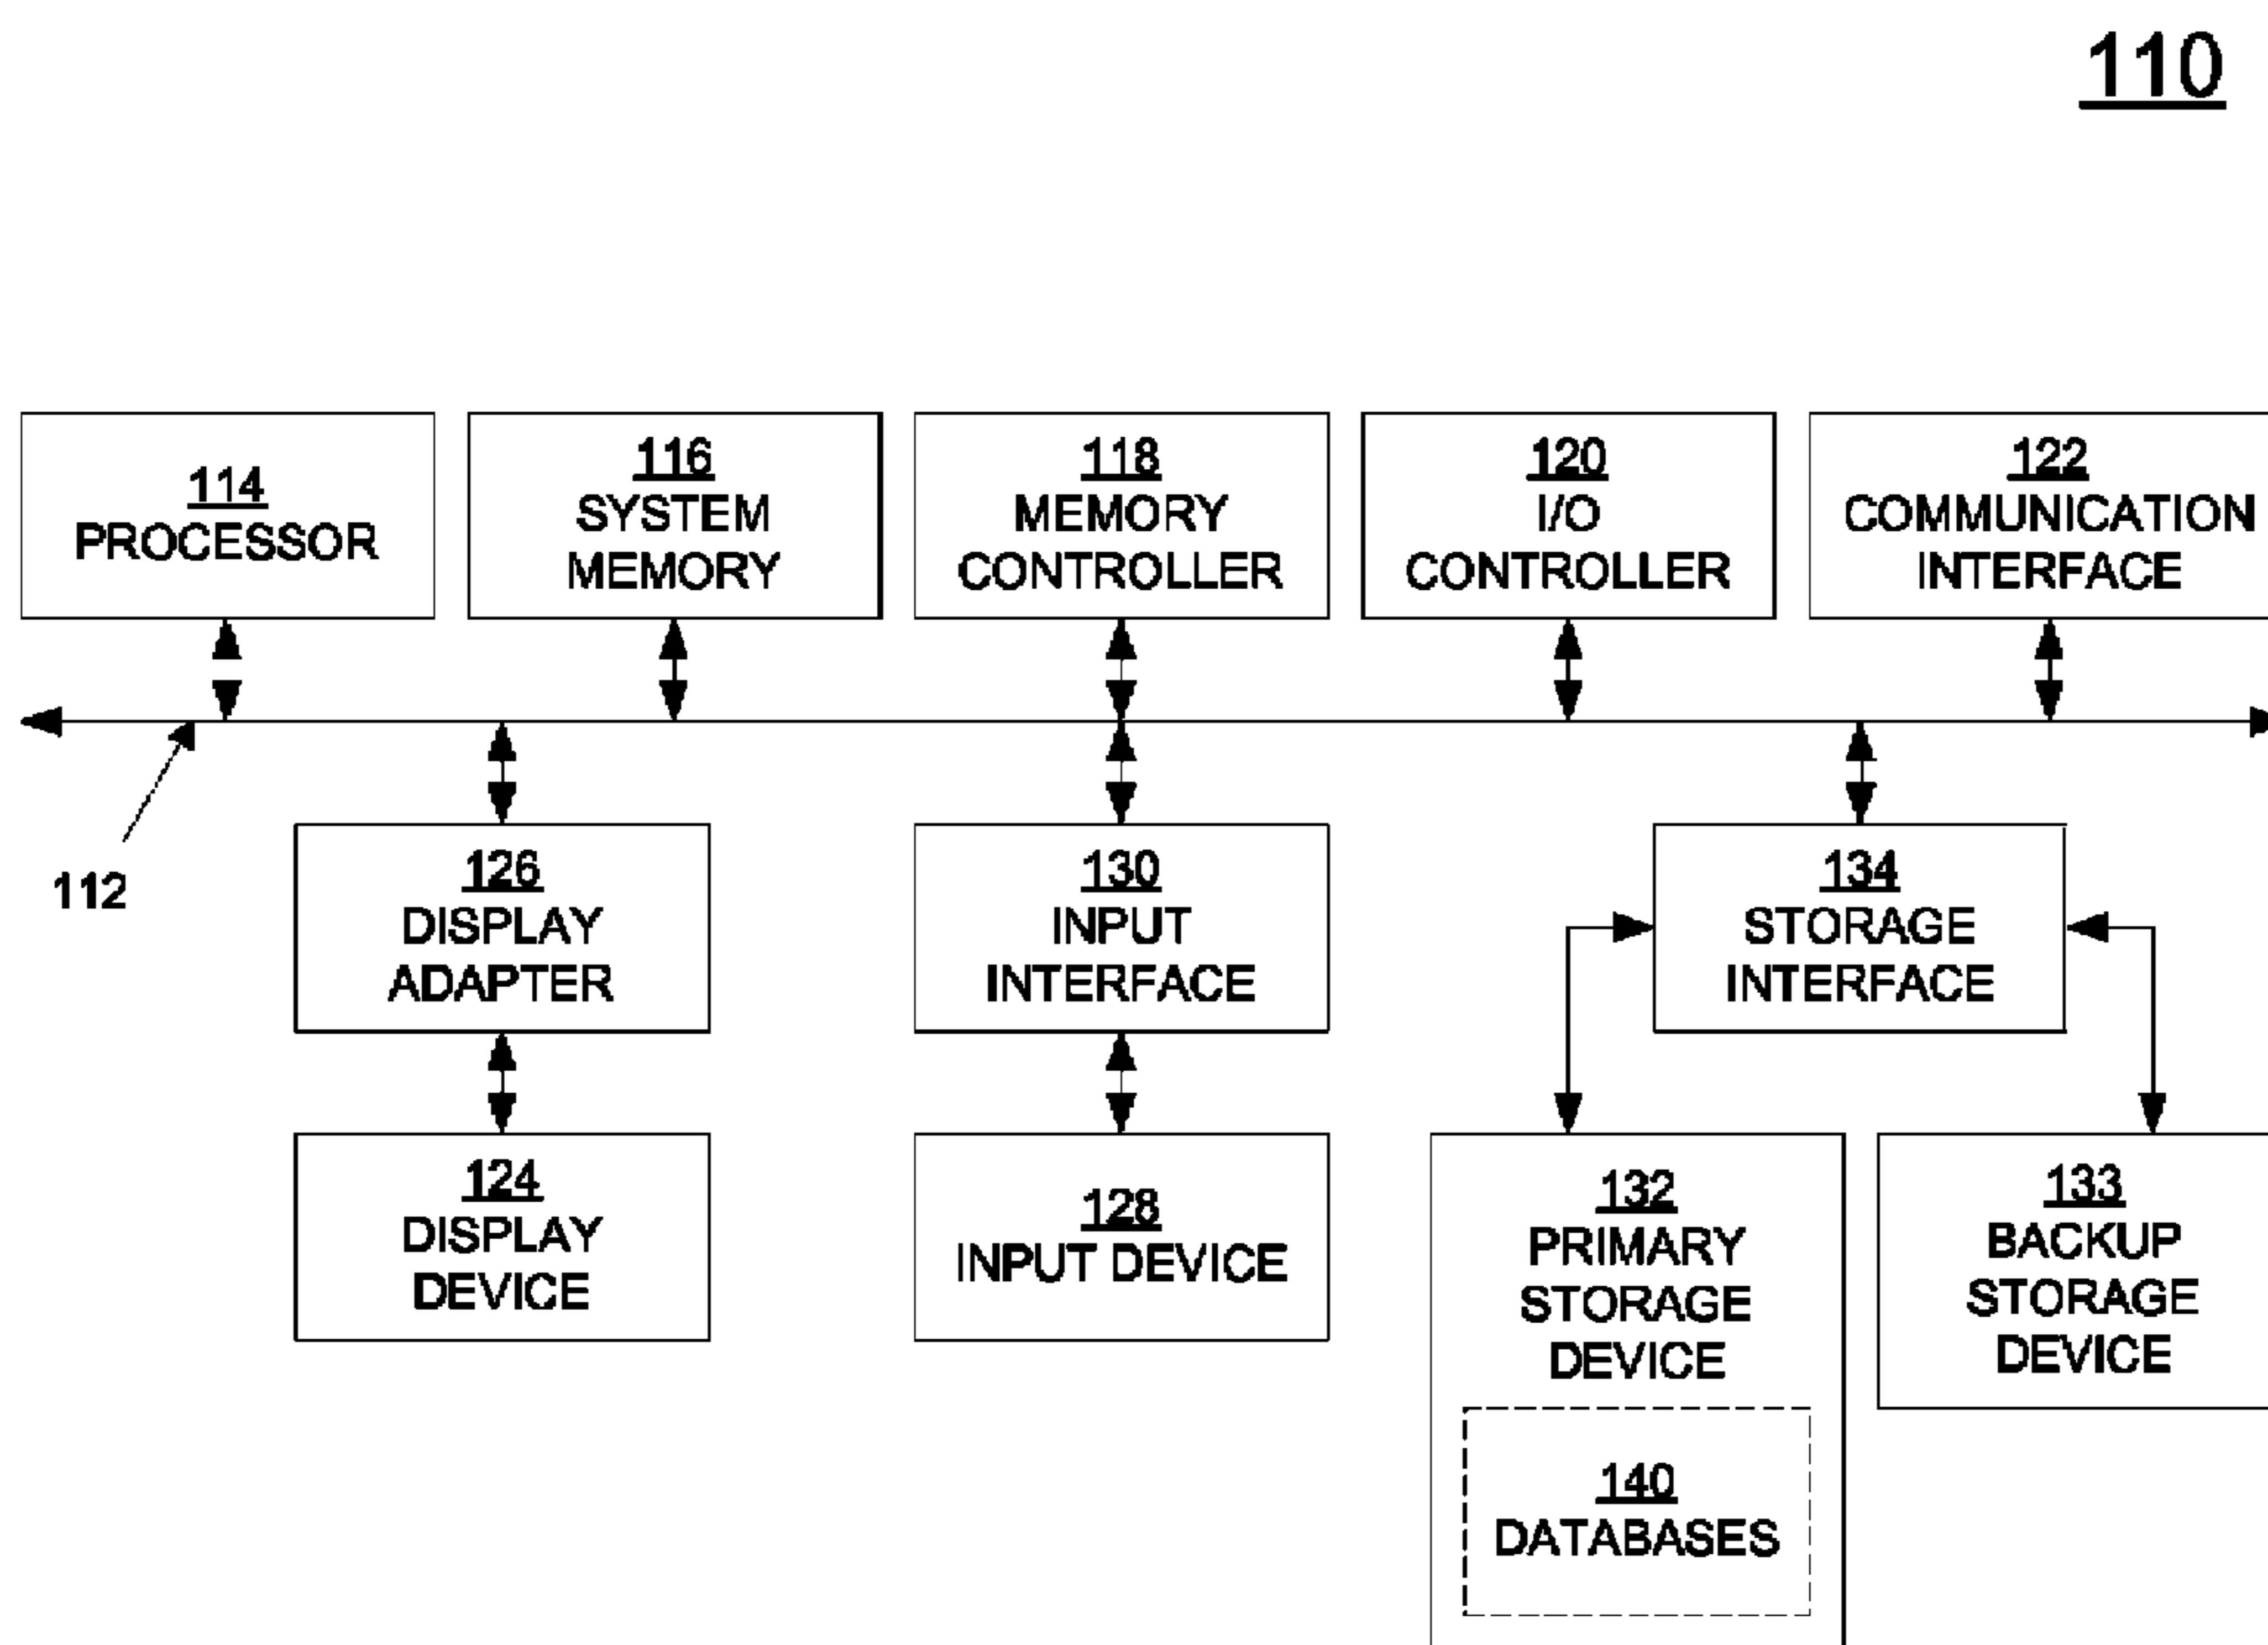 110
114
PROCESSOR
116
SYSTEM
MEMORY
118
MEMORY
CONTROLLER
120
I/O
CONTROLLER
122
COMMUNICATION
INTERFACE
112
126
DISPLAY
ADAPTER
130
INPUT
INTERFACE
134
STORAGE
INTERFACE
124
DISPLAY
DEVICE
128
INPUT DEVICE
132
PRIMARY
STORAGE
DEVICE
133
BACKUP
STORAGE
DEVICE
140
DATABASES